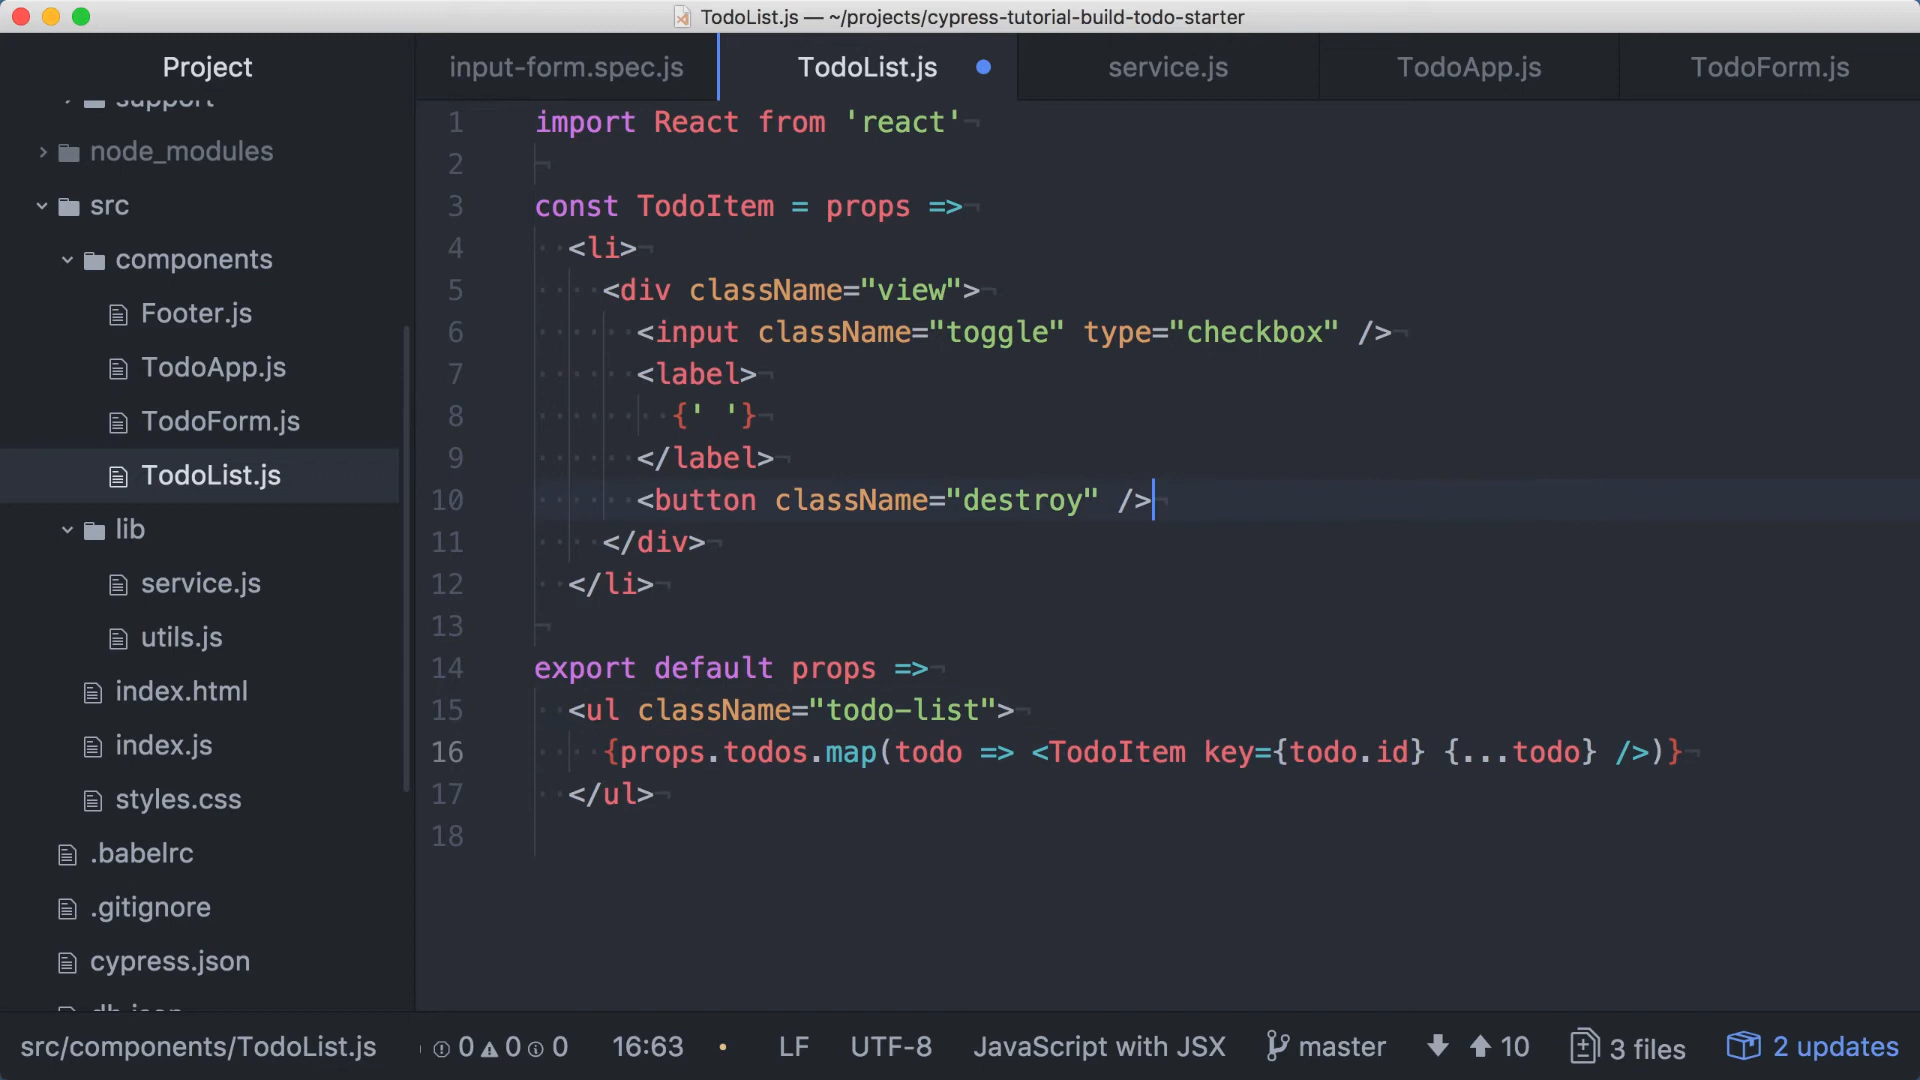 TodoList.js — ~/projects/cypress-tutorial-build-todo-starter
Project
support
node_modules
src
components
Footer.js
TodoApp.js
TodoForm.js
TodoList.js
lib
service.js
utils.js
index.html
index.js
styles.css
.babelrc
.gitignore
cypress.json
db.json
input-form.spec.js
TodoList.js
service.js
TodoApp.js
TodoForm.js
1 import React from 'react'
2
3 const TodoItem = props =>
4 <li>
5 <div className="view">
6 <input className="toggle" type="checkbox" />
7 <label>
8 {' '}
9 </label>
10 <button className="destroy" />
11 </div>
12 </li>
13
14 export default props =>
15 <ul className="todo-list">
16 {props.todos.map(todo => <TodoItem key={todo.id} {...todo} />)}
17 </ul>
18
src/components/TodoList.js 0 0 0 16:63 LF UTF-8 JavaScript with JSX master 10 3 files 2 updates